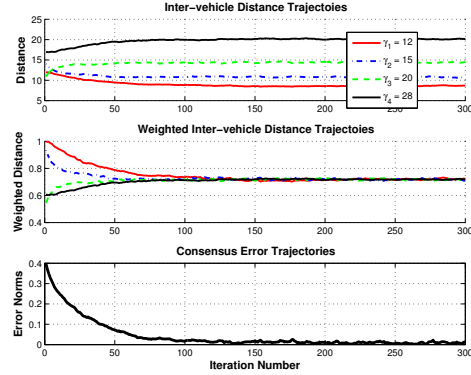 Inter-vehicle Distance Trajectoies
Distance
25
20
15
10
5
0 50 100 150 200 250 300
γ1 = 12
γ2 = 15
γ3 = 20
γ4 = 28
Weighted Inter-vehicle Distance Trajectoies
Weighted Distance
1
0.8
0.6
0.4
0 50 100 150 200 250 300
Consensus Error Trajectories
Error Norms
0.4
0.3
0.2
0.1
0
0 50 100 150 200 250 300
Iteration Number